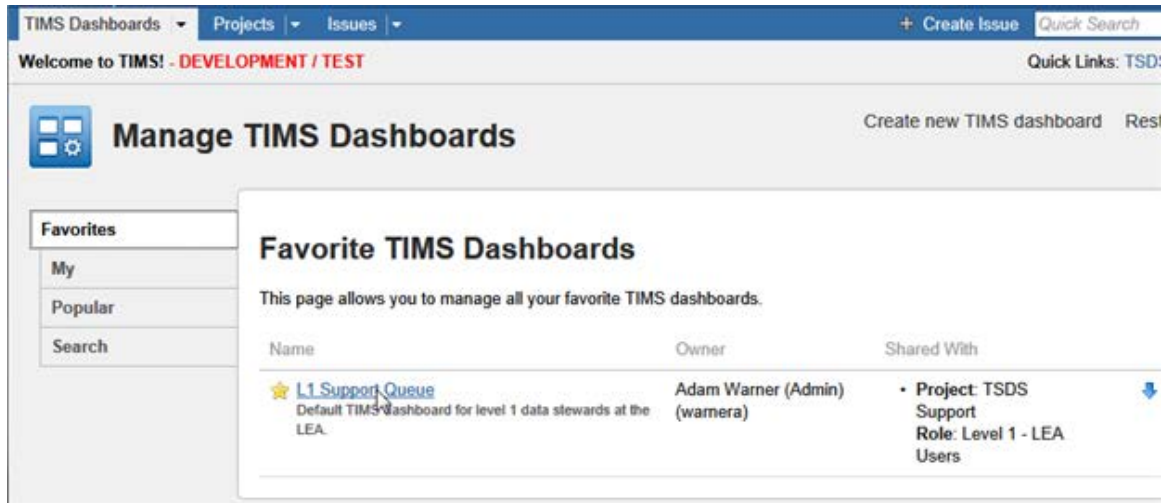 TIMS Dashboards Projects Issues + Create Issue Quick Search
Welcome to TIMS! - DEVELOPMENT / TEST Quick Links:
Manage TIMS Dashboards Create new TIMS dashboard
Favorites
My
Popular
Search
Favorite TIMS Dashboards
This page allows you to manage all your favorite TIMS dashboards.
Name Owner Shared With
L1 Support Queue Adam Warner (Admin) • Project: TSDS
Default TIMS dashboard for level 1 data stewards at the (warnera) Support
LEA. Role: Level 1 - LEA
Users